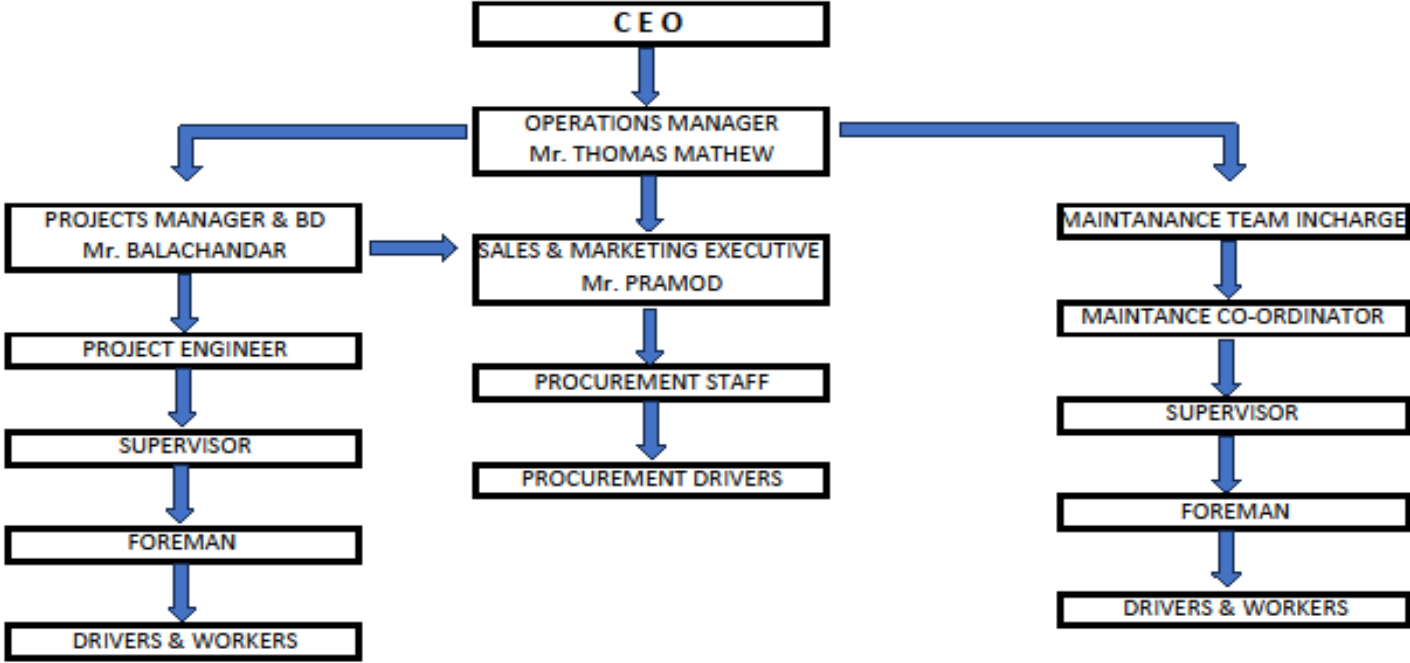 CEO
OPERATIONS MANAGER
Mr. THOMAS MATHEW
PROJECTS MANAGER & BD
Mr. BALACHANDAR
PROJECT ENGINEER
SUPERVISOR
FOREMAN
DRIVERS & WORKERS
SALES & MARKETING EXECUTIVE
Mr. PRAMOD
PROCUREMENT STAFF
PROCUREMENT DRIVERS
MAINTANANCE TEAM INCHARGE
MAINTANCE CO-ORDINATOR
SUPERVISOR
FOREMAN
DRIVERS & WORKERS